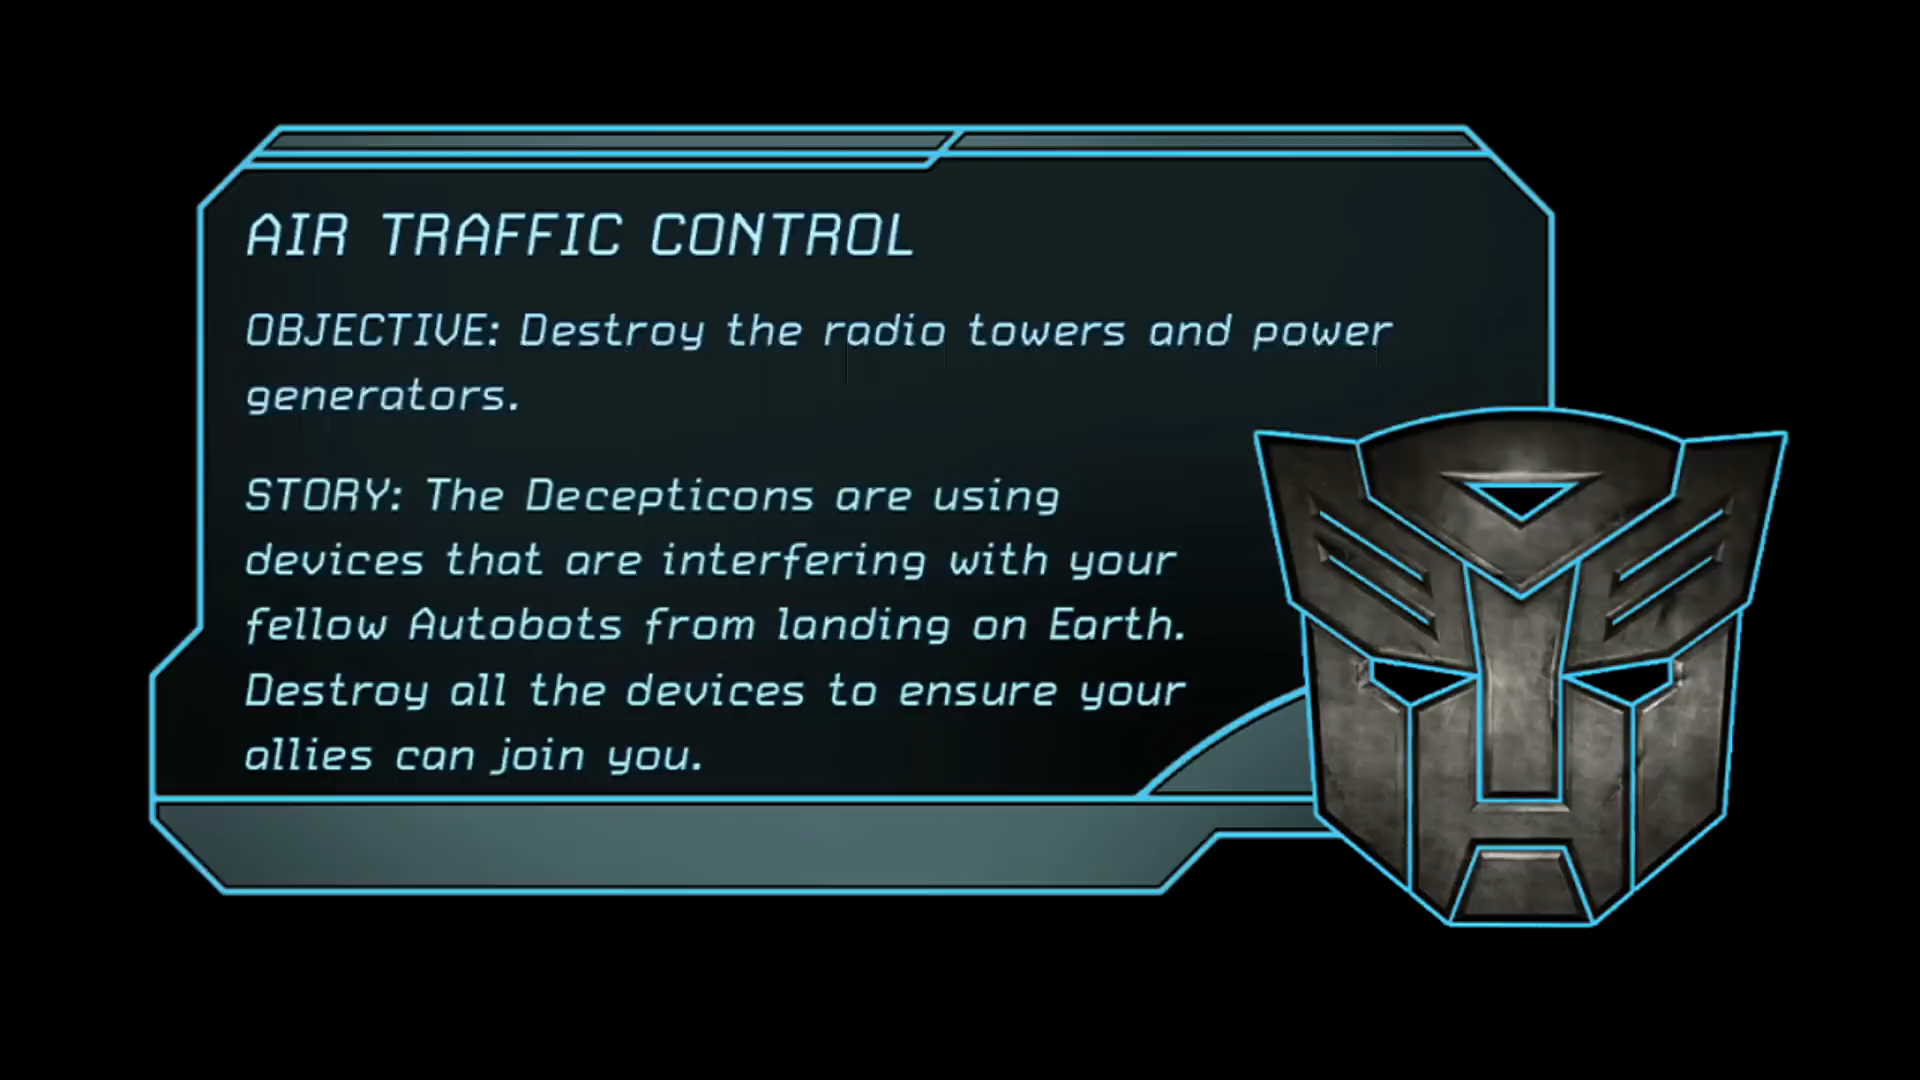 AIR TRAFFIC CONTROL
OBJECTIVE: Destroy the radio towers and power
generators.
STORY: The Decepticons are using
devices that are interfering with your
fellow Autobots from landing on Earth.
Destroy all the devices to ensure your
allies can join you.